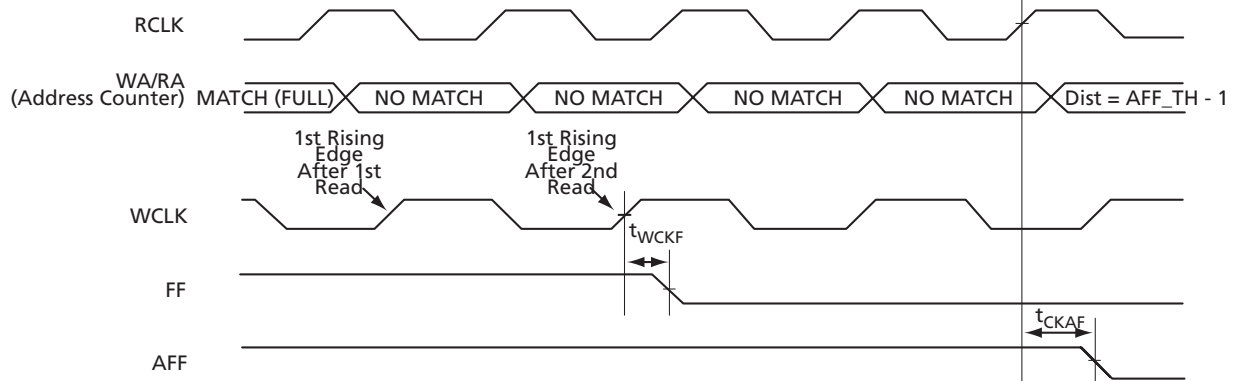 RCLK
WA/RA
(Address Counter)
MATCH (FULL)
NO MATCH
NO MATCH
NO MATCH
NO MATCH
Dist = AFF_TH - 1
1st Rising
Edge
After 1st
Read
1st Rising
Edge
After 2nd
Read
WCLK
tWCKF
FF
tCKAF
AFF